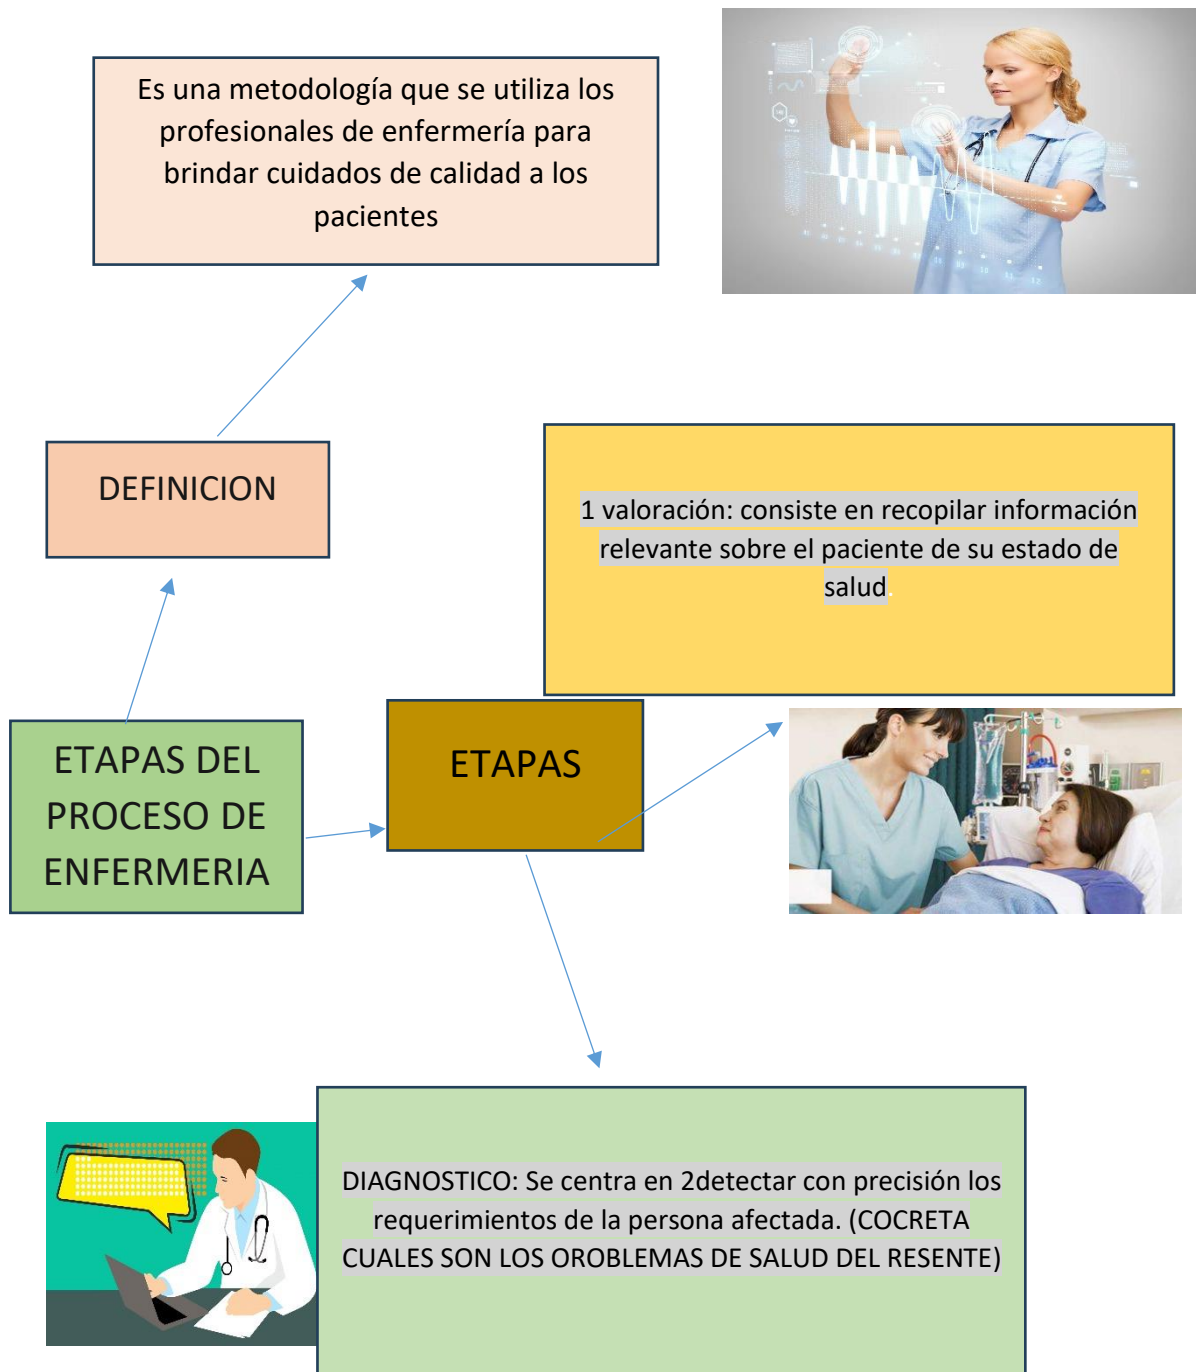 Es una metodología que se utiliza los
profesionales de enfermería para
brindar cuidados de calidad a los
pacientes
DEFINICION
1 valoración: consiste en recopilar información
relevante sobre el paciente de su estado de
salud.
ETAPAS DEL
PROCESO DE
ENFERMERIA
ETAPAS
DIAGNOSTICO: Se centra en 2detectar con precisión los
requerimientos de la persona afectada. (COCRETA
CUALES SON LOS OROBLEMAS DE SALUD DEL RESENTE)